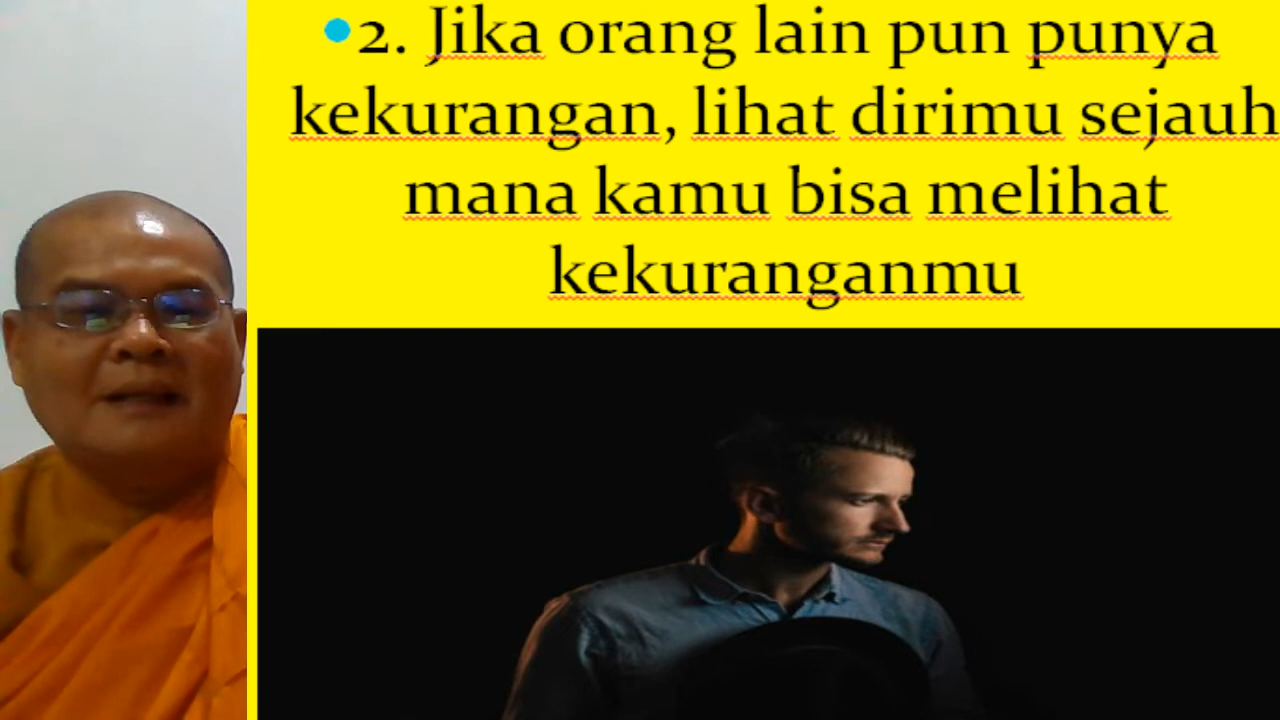 •2. Jika orang lain pun punya
kekurangan, lihat dirimu sejauh
mana kamu bisa melihat
kekuranganmu